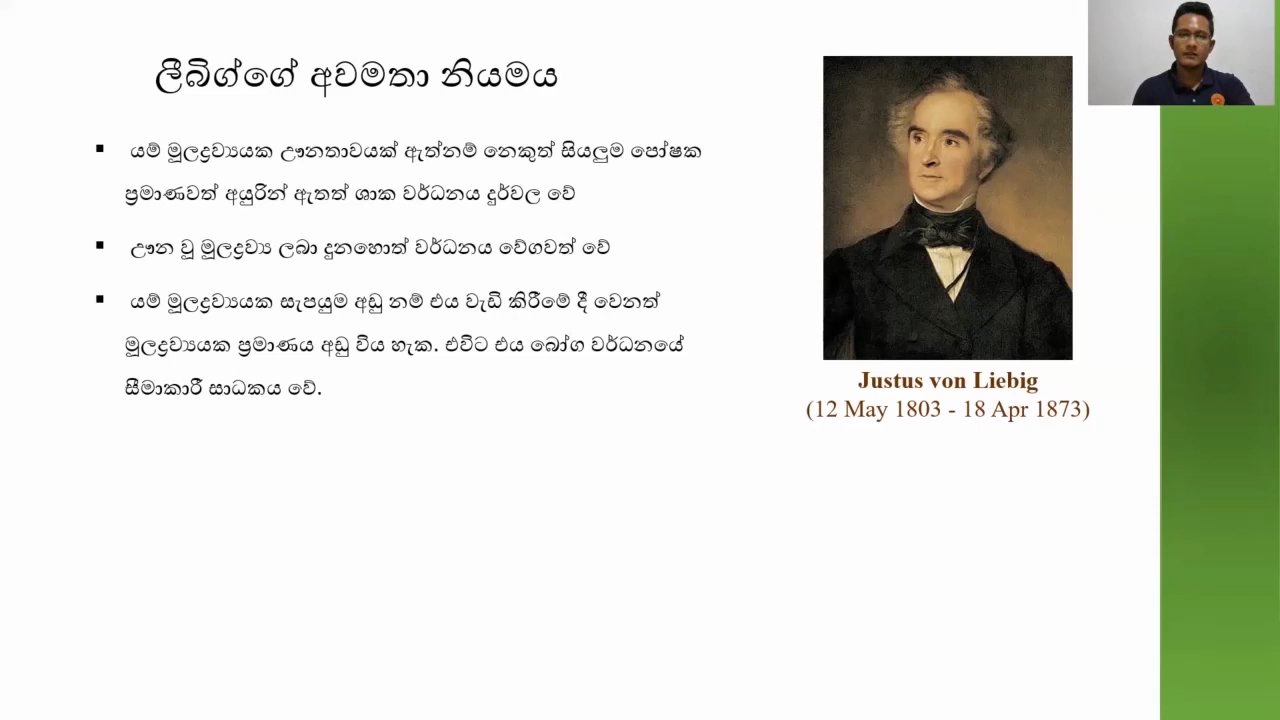 ලීබිග්ගේ අවමතා නියමය
▪ යම් මූලද්‍රව්‍යයක ඌනතාවයක් ඇත්නම් නෙකුත් සියලුම පෝෂක
ප්‍රමාණවත් අයුරින් ඇතත් ශාක වර්ධනය දුර්වල වේ
▪ ඌන වූ මූලද්‍රව්‍ය ලබා දුනහොත් වර්ධනය වේගවත් වේ
▪ යම් මූලද්‍රව්‍යයක සැපයුම අඩු නම් එය වැඩි කිරීමේ දී වෙනත්
මූලද්‍රව්‍යයක ප්‍රමාණය අඩු විය හැක. එවිට එය බෝග වර්ධනයේ
සීමාකාරී සාධකය වේ.
Justus von Liebig
(12 May 1803 - 18 Apr 1873)